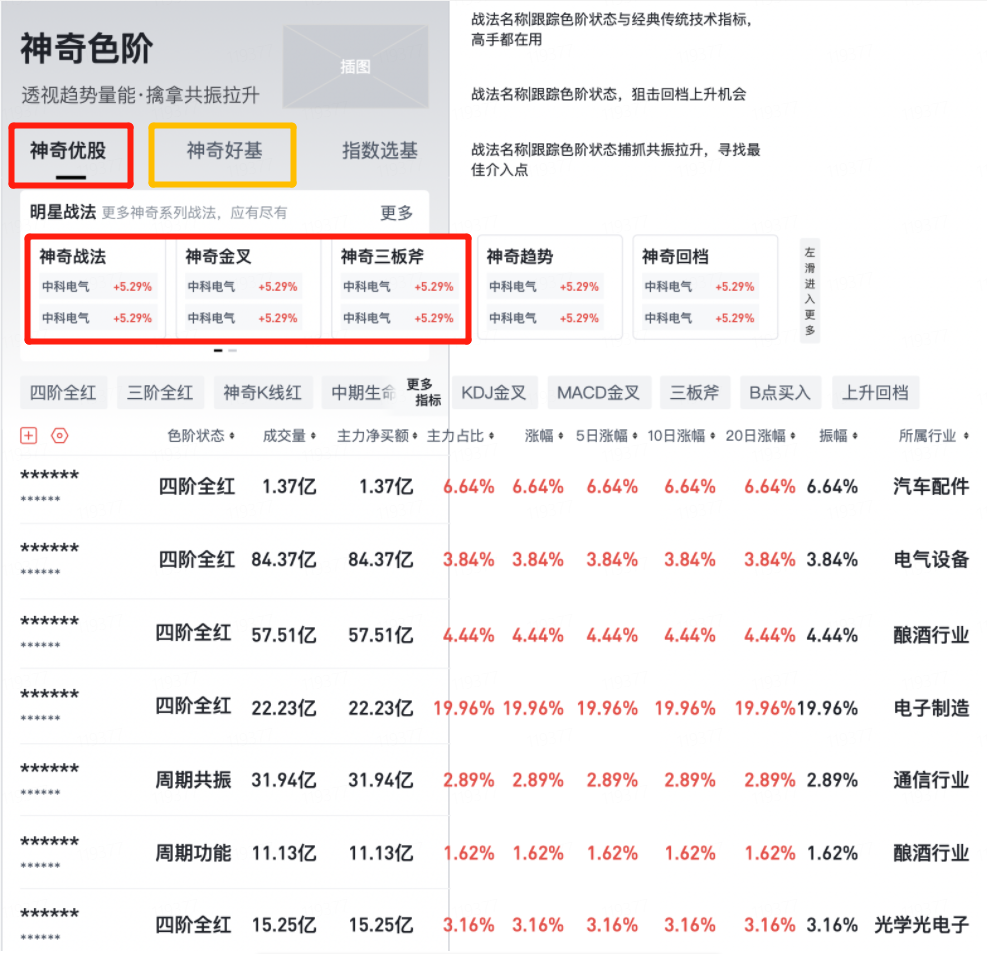 神奇色阶
透视趋势量能·擒拿共振拉升
插图
战法名称|跟踪色阶状态与经典传统技术指标，
高手都在用
战法名称|跟踪色阶状态，狙击回档上升机会
战法名称|跟踪色阶状态捕抓共振拉升，寻找最
佳介入点
神奇优股 神奇好基 指数选基
明星战法 更多神奇系列战法，应有尽有 更多
神奇战法 神奇金叉 神奇三板斧 神奇趋势 神奇回档
中科电气 +5.29% 中科电气 +5.29% 中科电气 +5.29% 中科电气 +5.29% 中科电气 +5.29%
中科电气 +5.29% 中科电气 +5.29% 中科电气 +5.29% 中科电气 +5.29% 中科电气 +5.29%
左滑进入更多
四阶全红 三阶全红 神奇K线红 中期生命 更多 KDJ金叉 MACD金叉 三板斧 B点买入 上升回档
指标
色阶状态 成交量 主力净买额 主力占比 涨幅 5日涨幅 10日涨幅 20日涨幅 振幅 所属行业
****** 四阶全红 1.37亿 1.37亿 6.64% 6.64% 6.64% 6.64% 6.64% 6.64% 汽车配件
******
****** 四阶全红 84.37亿 84.37亿 3.84% 3.84% 3.84% 3.84% 3.84% 3.84% 电气设备
******
****** 四阶全红 57.51亿 57.51亿 4.44% 4.44% 4.44% 4.44% 4.44% 4.44% 酿酒行业
******
****** 四阶全红 22.23亿 22.23亿 19.96% 19.96% 19.96% 19.96% 19.96% 19.96% 电子制造
******
****** 周期共振 31.94亿 31.94亿 2.89% 2.89% 2.89% 2.89% 2.89% 2.89% 通信行业
******
****** 周期功能 11.13亿 11.13亿 1.62% 1.62% 1.62% 1.62% 1.62% 1.62% 酿酒行业
******
****** 四阶全红 15.25亿 15.25亿 3.16% 3.16% 3.16% 3.16% 3.16% 3.16% 光学光电子
******